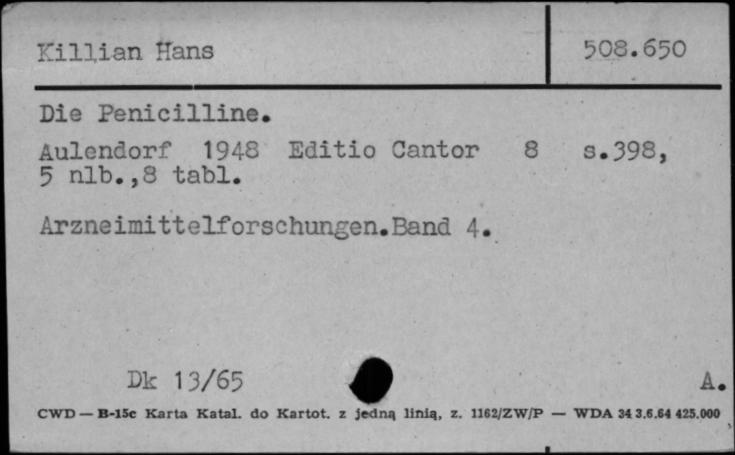 Killian Hans 508.650
Die Penicilline.
Aulendorf 1948 Editio Cantor 8 s.398,
5 nlb.,8 tabl.
Arzneimittelforschungen.Band 4.
Dk 13/65 A.
CWD — B-15c Karta Katal. do Kartot. z jedną linią, z. 1162/ZW/P — WDA 34 3.6.64 425.000